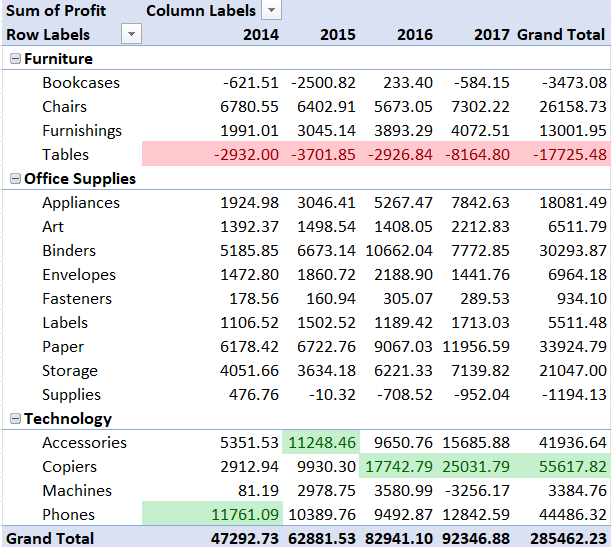 Sum of Profit Column Labels
Row Labels 2014 2015 2016 2017 Grand Total
Furniture
Bookcases -621.51 -2500.82 233.40 -584.15 -3473.08
Chairs 6780.55 6402.91 5673.05 7302.22 26158.73
Furnishings 1991.01 3045.14 3893.29 4072.51 13001.95
Tables -2932.00 -3701.85 -2926.84 -8164.80 -17725.48
Office Supplies
Appliances 1924.98 3046.41 5267.47 7842.63 18081.49
Art 1392.37 1498.54 1408.05 2212.83 6511.79
Binders 5185.85 6673.14 10662.04 7772.85 30293.87
Envelopes 1472.80 1860.72 2188.90 1441.76 6964.18
Fasteners 178.56 160.94 305.07 289.53 934.10
Labels 1106.52 1502.52 1189.42 1713.03 5511.48
Paper 6178.42 6722.76 9067.03 11956.59 33924.79
Storage 4051.66 3634.18 6221.33 7139.82 21047.00
Supplies 476.76 -10.32 -708.52 -952.04 -1194.13
Technology
Accessories 5351.53 11248.46 9650.76 15685.88 41936.64
Copiers 2912.94 9930.30 17742.79 25031.79 55617.82
Machines 81.19 2978.75 3580.99 -3256.17 3384.76
Phones 11761.09 10389.76 9492.87 12842.59 44486.32
Grand Total 47292.73 62881.53 82941.10 92346.88 285462.23